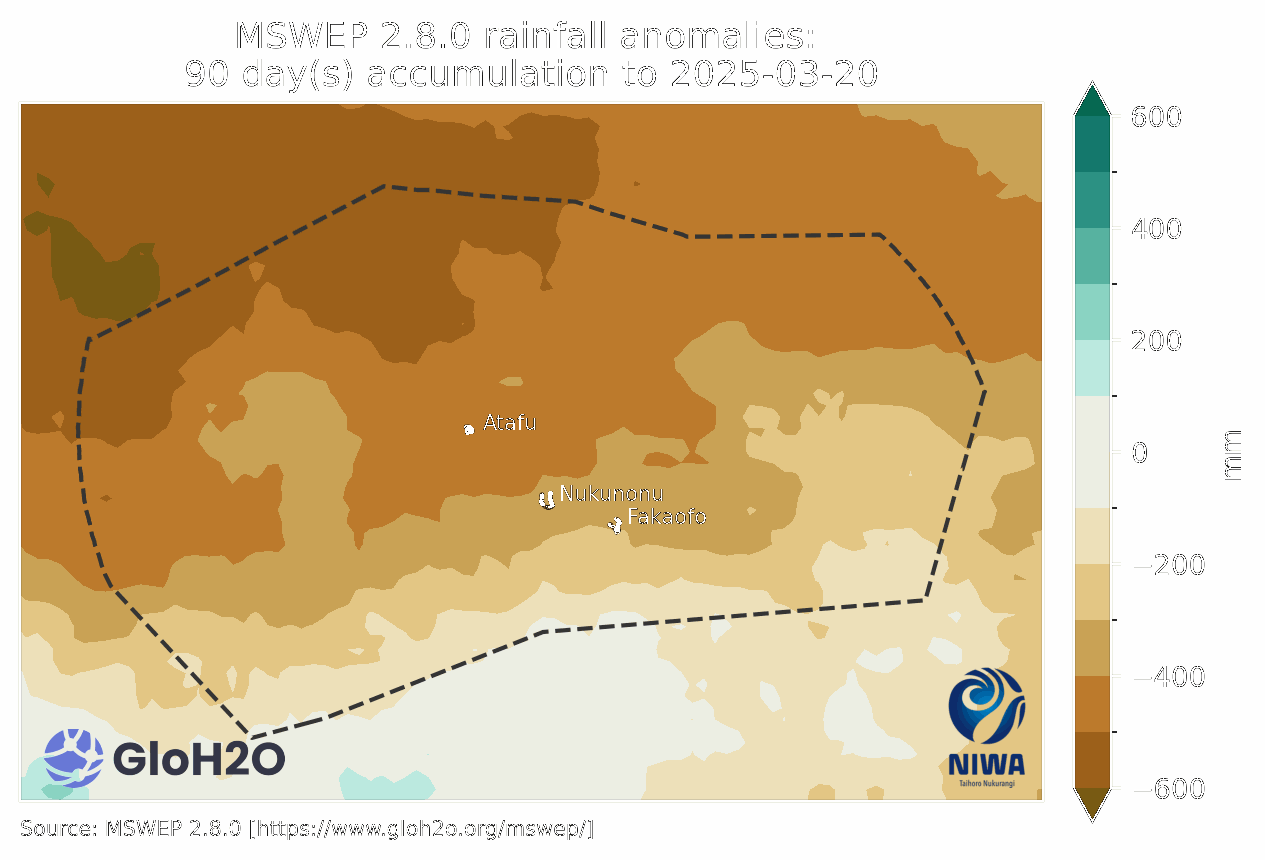 MSWEP 2.8.0 rainfall anomalies:
90 day(s) accumulation to 2025-03-20
600
400
200
0
−200
−400
−600
mm
Atafu
Nukunonu
Fakaofo
GloH2O
NIWA
Taihoro Nukurangi
Source: MSWEP 2.8.0 [https://www.gloh2o.org/mswep/]